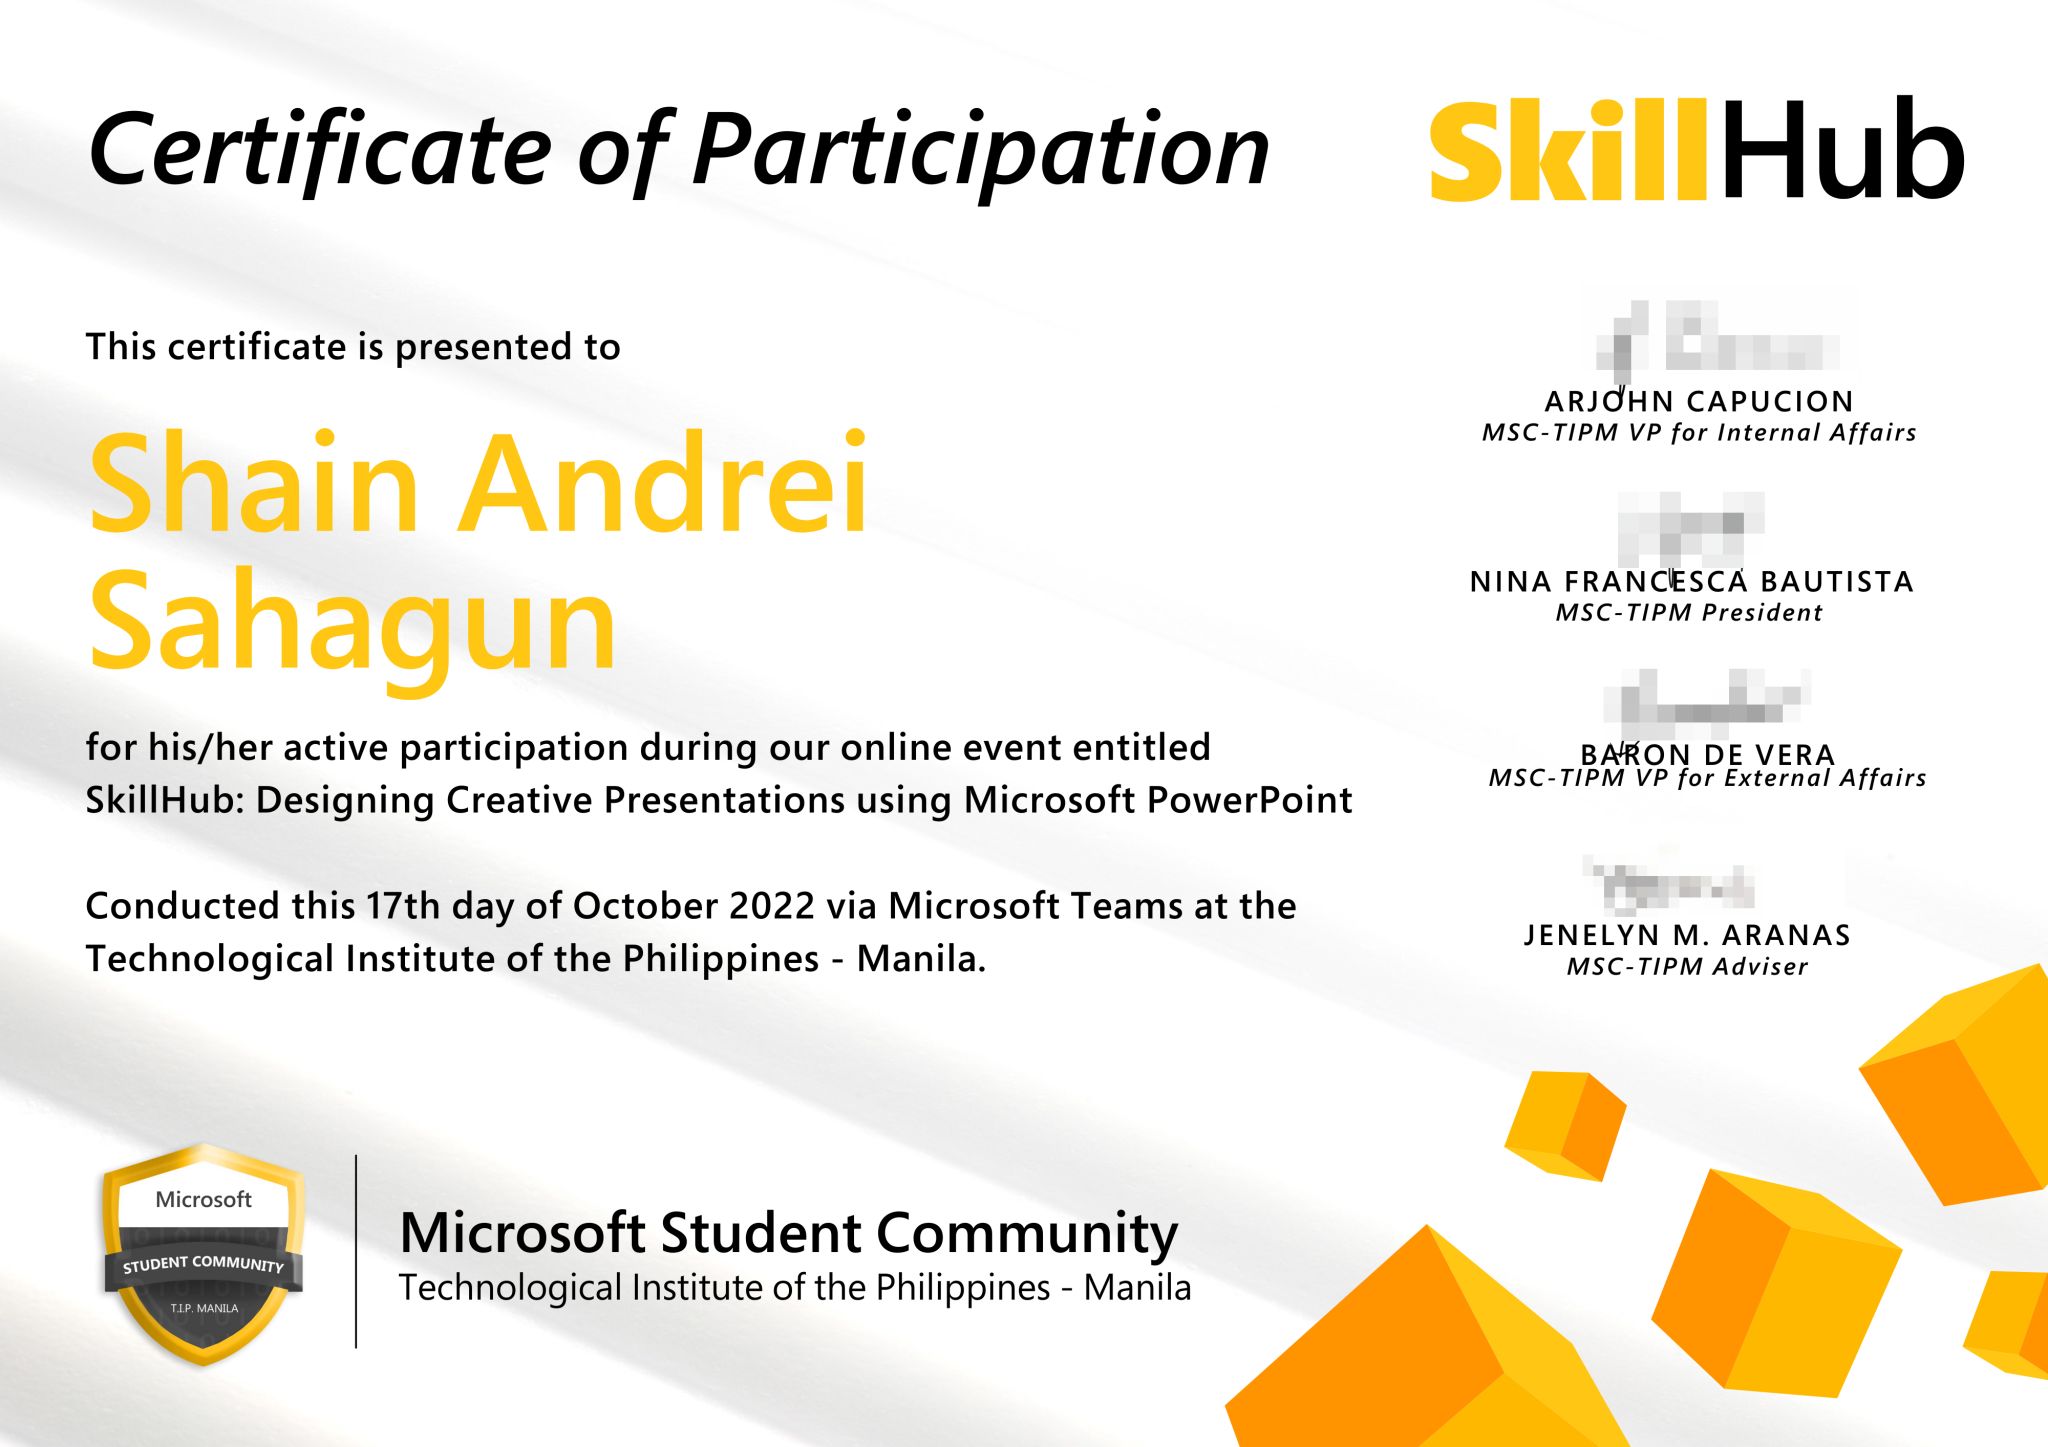 Certificate of Participation
SkillHub
This certificate is presented to
Shain Andrei
Sahagun
for his/her active participation during our online event entitled
SkillHub: Designing Creative Presentations using Microsoft PowerPoint
Conducted this 17th day of October 2022 via Microsoft Teams at the
Technological Institute of the Philippines - Manila.
ARJOHN CAPUCION
MSC-TIPM VP for Internal Affairs
NINA FRANCESCA BAUTISTA
MSC-TIPM President
BARON DE VERA
MSC-TIPM VP for External Affairs
JENELYN M. ARANAS
MSC-TIPM Adviser
Microsoft
STUDENT COMMUNITY
T.I.P. MANILA
Microsoft Student Community
Technological Institute of the Philippines - Manila